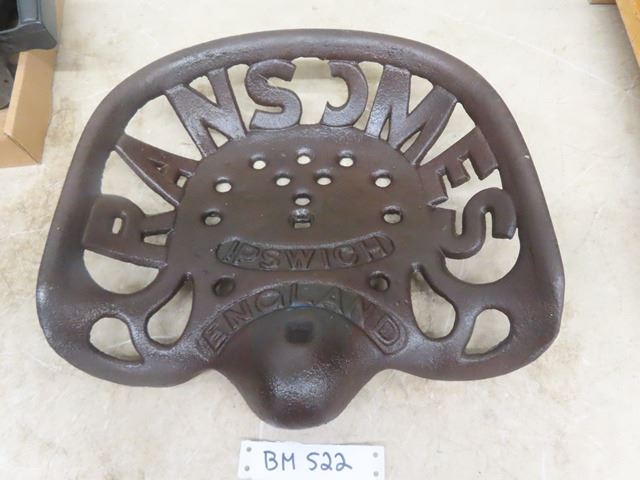 RANSOMES
IPSWICH
ENGLAND
BM 522